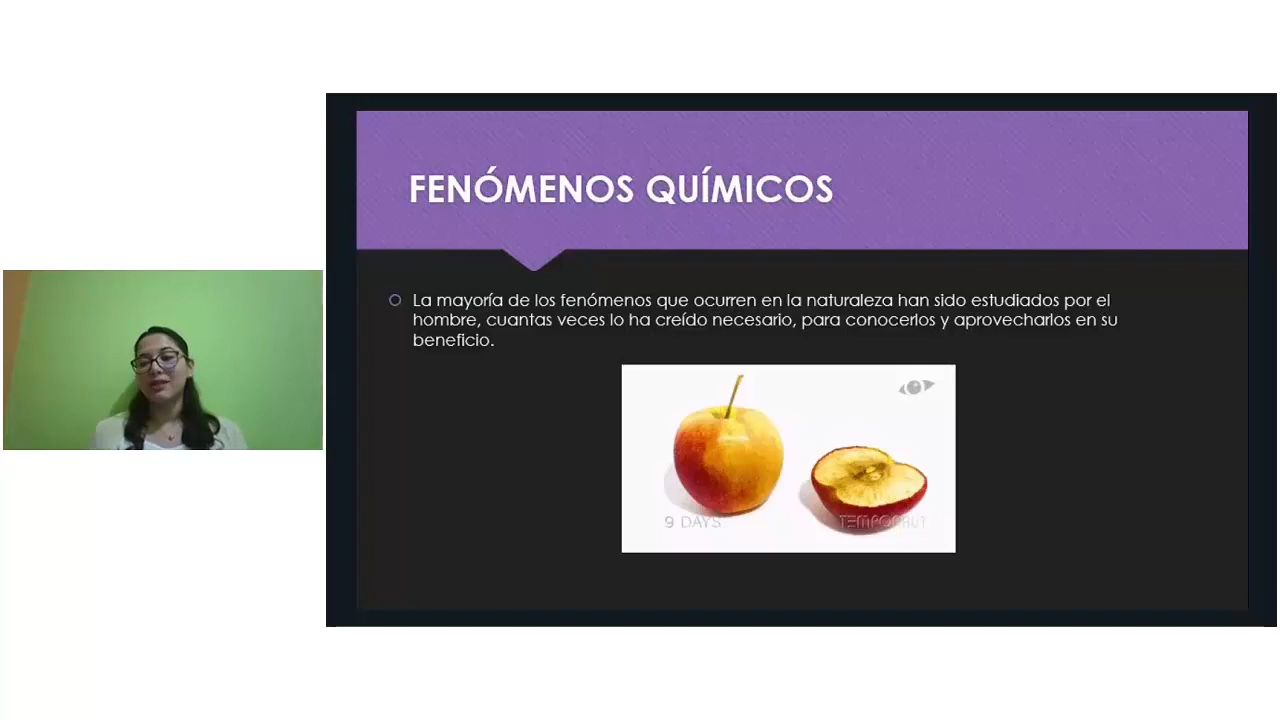 FENÓMENOS QUÍMICOS
La mayoría de los fenómenos que ocurren en la naturaleza han sido estudiados por el
hombre, cuantas veces lo ha creído necesario, para conocerlos y aprovecharlos en su
beneficio.
9 DAYS
TEMPONAUT